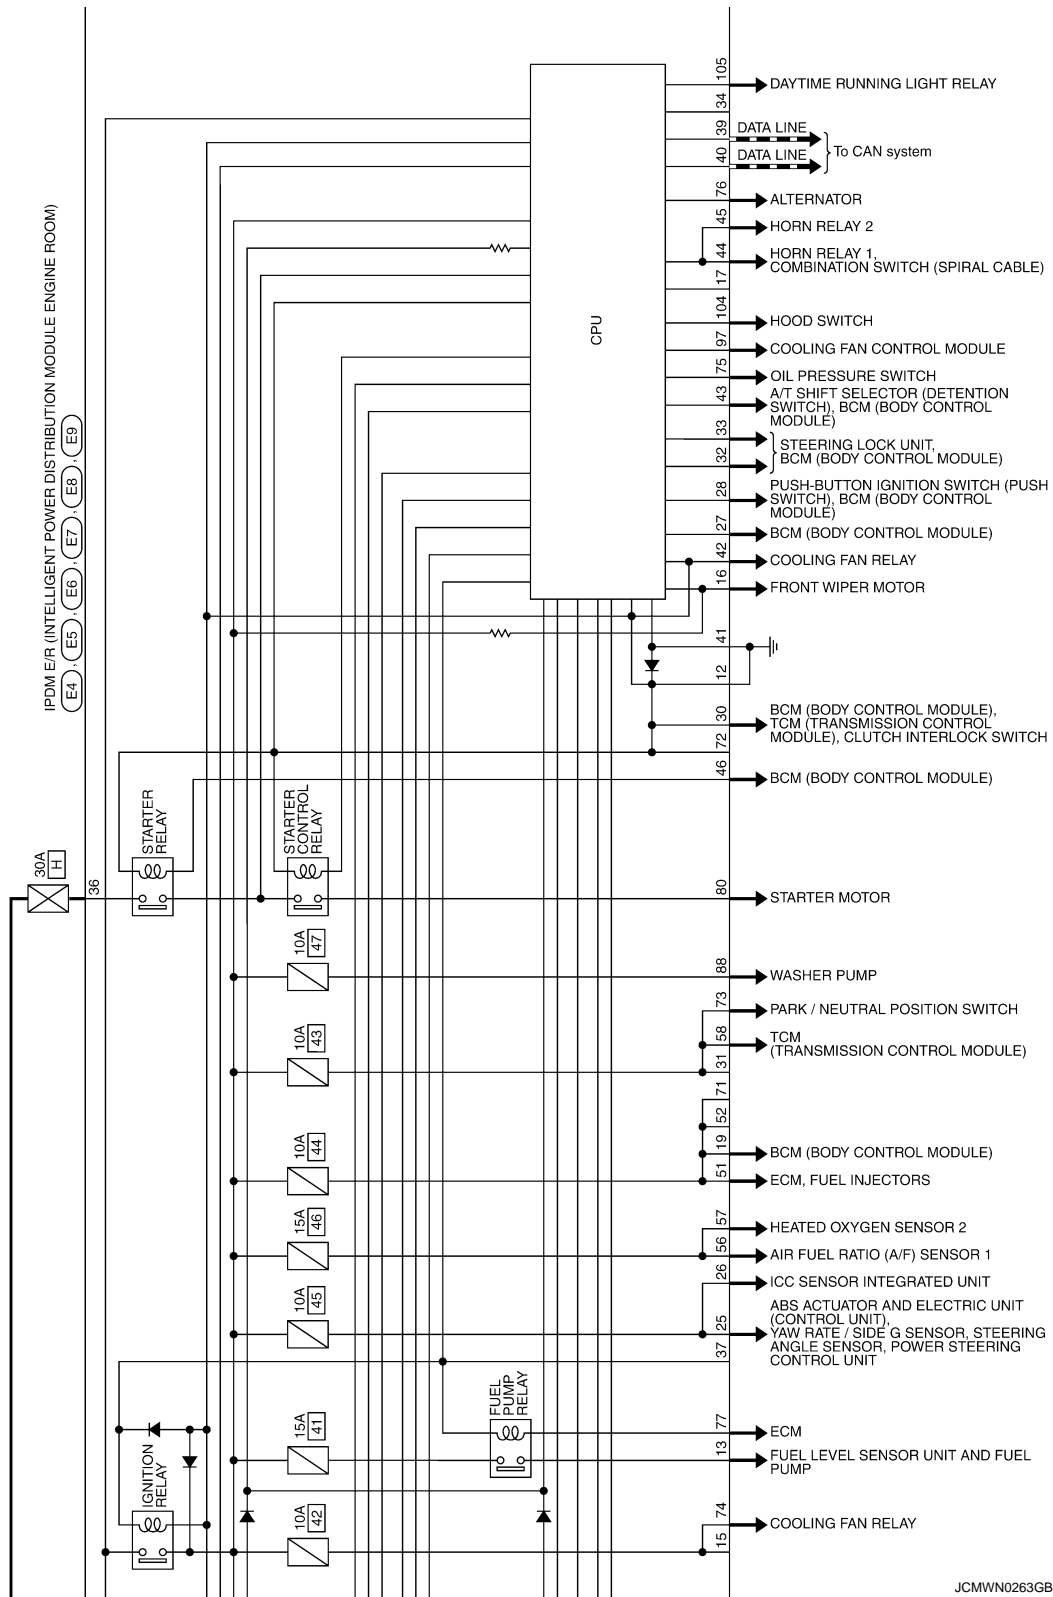 IPDM E/R (INTELLIGENT POWER DISTRIBUTION MODULE ENGINE ROOM)
E4 , E5 , E6 , E7 , E8 , E9
CPU
105
DAYTIME RUNNING LIGHT RELAY
34
39
DATA LINE
40
DATA LINE
To CAN system
76
ALTERNATOR
45
HORN RELAY 2
44
HORN RELAY 1,
COMBINATION SWITCH (SPIRAL CABLE)
17
104
HOOD SWITCH
97
COOLING FAN CONTROL MODULE
75
OIL PRESSURE SWITCH
43
A/T SHIFT SELECTOR (DETENTION
SWITCH), BCM (BODY CONTROL
MODULE)
33
32
STEERING LOCK UNIT,
BCM (BODY CONTROL MODULE)
28
PUSH-BUTTON IGNITION SWITCH (PUSH
SWITCH), BCM (BODY CONTROL
MODULE)
27
BCM (BODY CONTROL MODULE)
42
COOLING FAN RELAY
16
FRONT WIPER MOTOR
41
12
30
BCM (BODY CONTROL MODULE),
TCM (TRANSMISSION CONTROL
MODULE), CLUTCH INTERLOCK SWITCH
72
46
BCM (BODY CONTROL MODULE)
STARTER
RELAY
STARTER
CONTROL
RELAY
30A
H
36
80
STARTER MOTOR
10A
47
88
WASHER PUMP
73
PARK / NEUTRAL POSITION SWITCH
10A
43
58
TCM
(TRANSMISSION CONTROL MODULE)
31
71
52
10A
44
19
BCM (BODY CONTROL MODULE)
51
ECM, FUEL INJECTORS
15A
46
57
HEATED OXYGEN SENSOR 2
56
AIR FUEL RATIO (A/F) SENSOR 1
26
ICC SENSOR INTEGRATED UNIT
10A
45
25
ABS ACTUATOR AND ELECTRIC UNIT
(CONTROL UNIT),
YAW RATE / SIDE G SENSOR, STEERING
ANGLE SENSOR, POWER STEERING
CONTROL UNIT
37
FUEL
PUMP
RELAY
15A
41
77
ECM
13
FUEL LEVEL SENSOR UNIT AND FUEL
PUMP
IGNITION
RELAY
10A
42
74
COOLING FAN RELAY
15
JCMWN0263GB